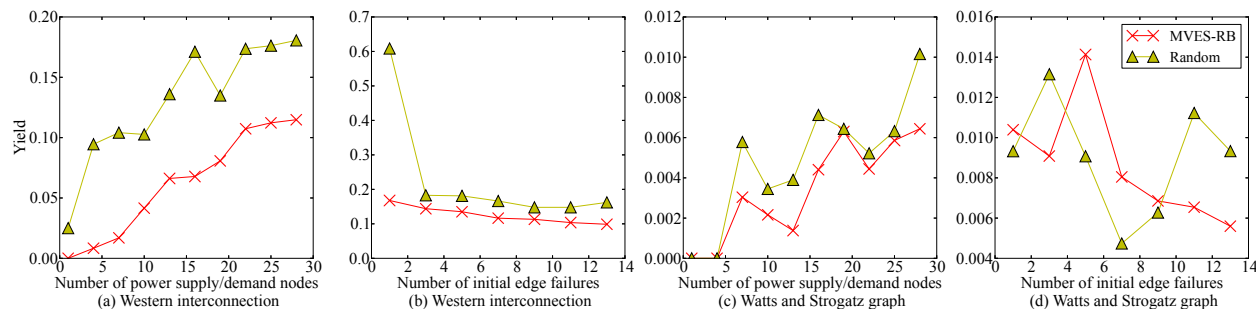 Yield
0.20
0.15
0.10
0.05
0.00
0 5 10 15 20 25 30
Number of power supply/demand nodes
(a) Western interconnection
0.7
0.6
0.5
0.4
0.3
0.2
0.1
0.0
0 2 4 6 8 10 12 14
Number of initial edge failures
(b) Western interconnection
0.012
0.010
0.008
0.006
0.004
0.002
0.000
0 5 10 15 20 25 30
Number of power supply/demand nodes
(c) Watts and Strogatz graph
0.016
0.014
0.012
0.010
0.008
0.006
0.004
0 2 4 6 8 10 12 14
Number of initial edge failures
(d) Watts and Strogatz graph
MVES-RB
Random